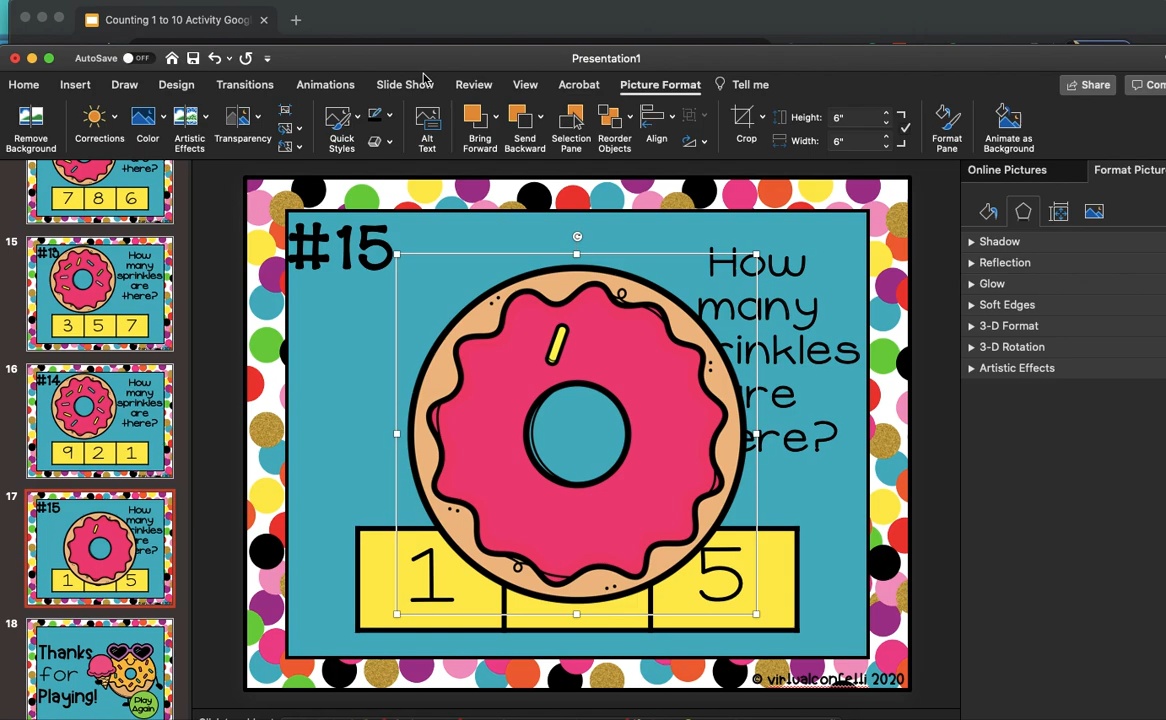 Counting 1 to 10 Activity Goog
AutoSave OFF
Presentation1
Home Insert Draw Design Transitions Animations Slide Show Review View Acrobat Picture Format Tell me
Share Com
Remove Background
Corrections
Color
Artistic Effects
Transparency
Quick Styles
Alt Text
Bring Forward
Send Backward
Selection Pane
Reorder Objects
Align
Crop
Height: 6"
Width: 6"
Format Pane
Animate as Background
there?
7 8 6
15
How
many
sprinkles
are
there?
3 5 7
16
#14
How
many
sprinkles
are
there?
9 2 1
17
#15
How
many
rinkles
are
ere?
1 5
18
Thanks
for
Playing!
Play
Again
#15
How
many
rinkles
are
ere?
1 5
© virtualconfetti 2020
Online Pictures
Format Pictur
Shadow
Reflection
Glow
Soft Edges
3-D Format
3-D Rotation
Artistic Effects